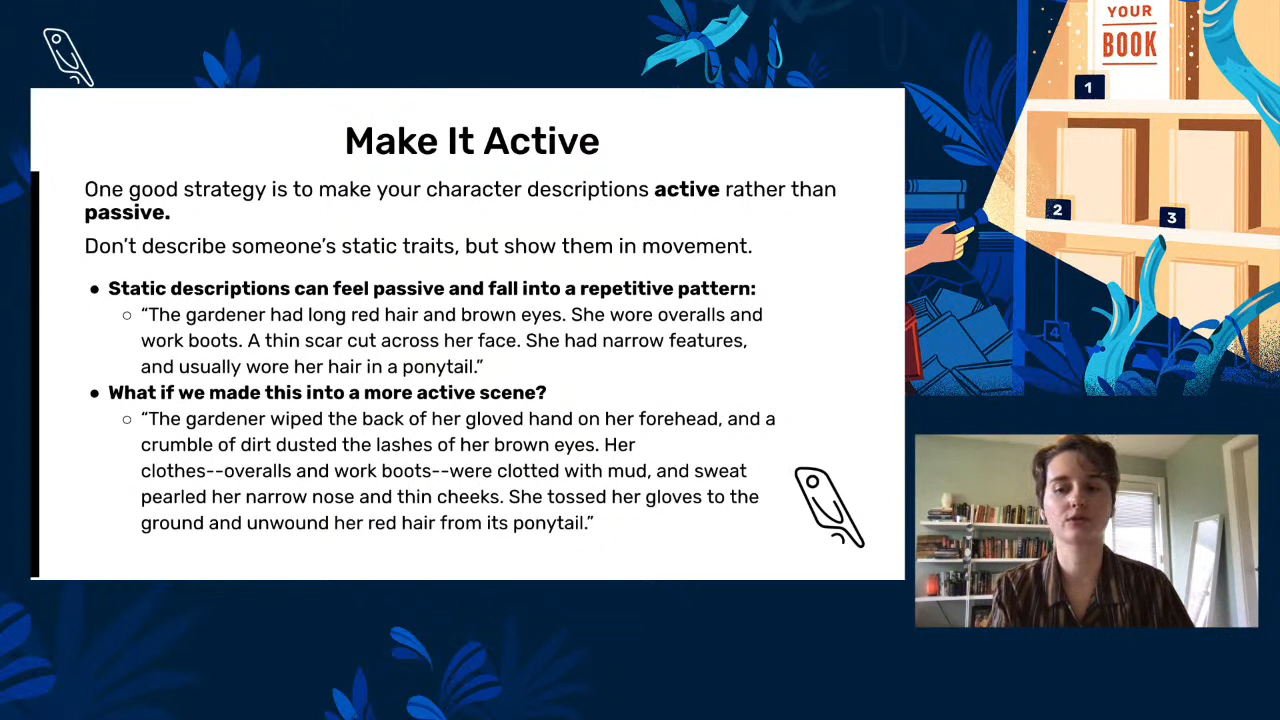 YOUR
BOOK
1
Make It Active
One good strategy is to make your character descriptions active rather than
passive.
Don’t describe someone’s static traits, but show them in movement.
● Static descriptions can feel passive and fall into a repetitive pattern:
○ “The gardener had long red hair and brown eyes. She wore overalls and
work boots. A thin scar cut across her face. She had narrow features,
and usually wore her hair in a ponytail.”
● What if we made this into a more active scene?
○ “The gardener wiped the back of her gloved hand on her forehead, and a
crumble of dirt dusted the lashes of her brown eyes. Her
clothes--overalls and work boots--were clotted with mud, and sweat
pearled her narrow nose and thin cheeks. She tossed her gloves to the
ground and unwound her red hair from its ponytail.”
2
3
4